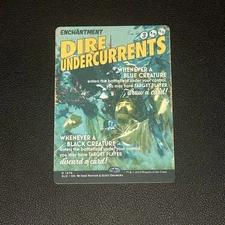 ENCHANTMENT
DIRE
UNDERCURRENTS
WHENEVER A
BLUE CREATURE
enters the battlefield under your control,
you may have TARGET PLAYER
draw a card!
WHENEVER A
BLACK CREATURE
enters the battlefield under your control,
you may have TARGET PLAYER
discard a card!